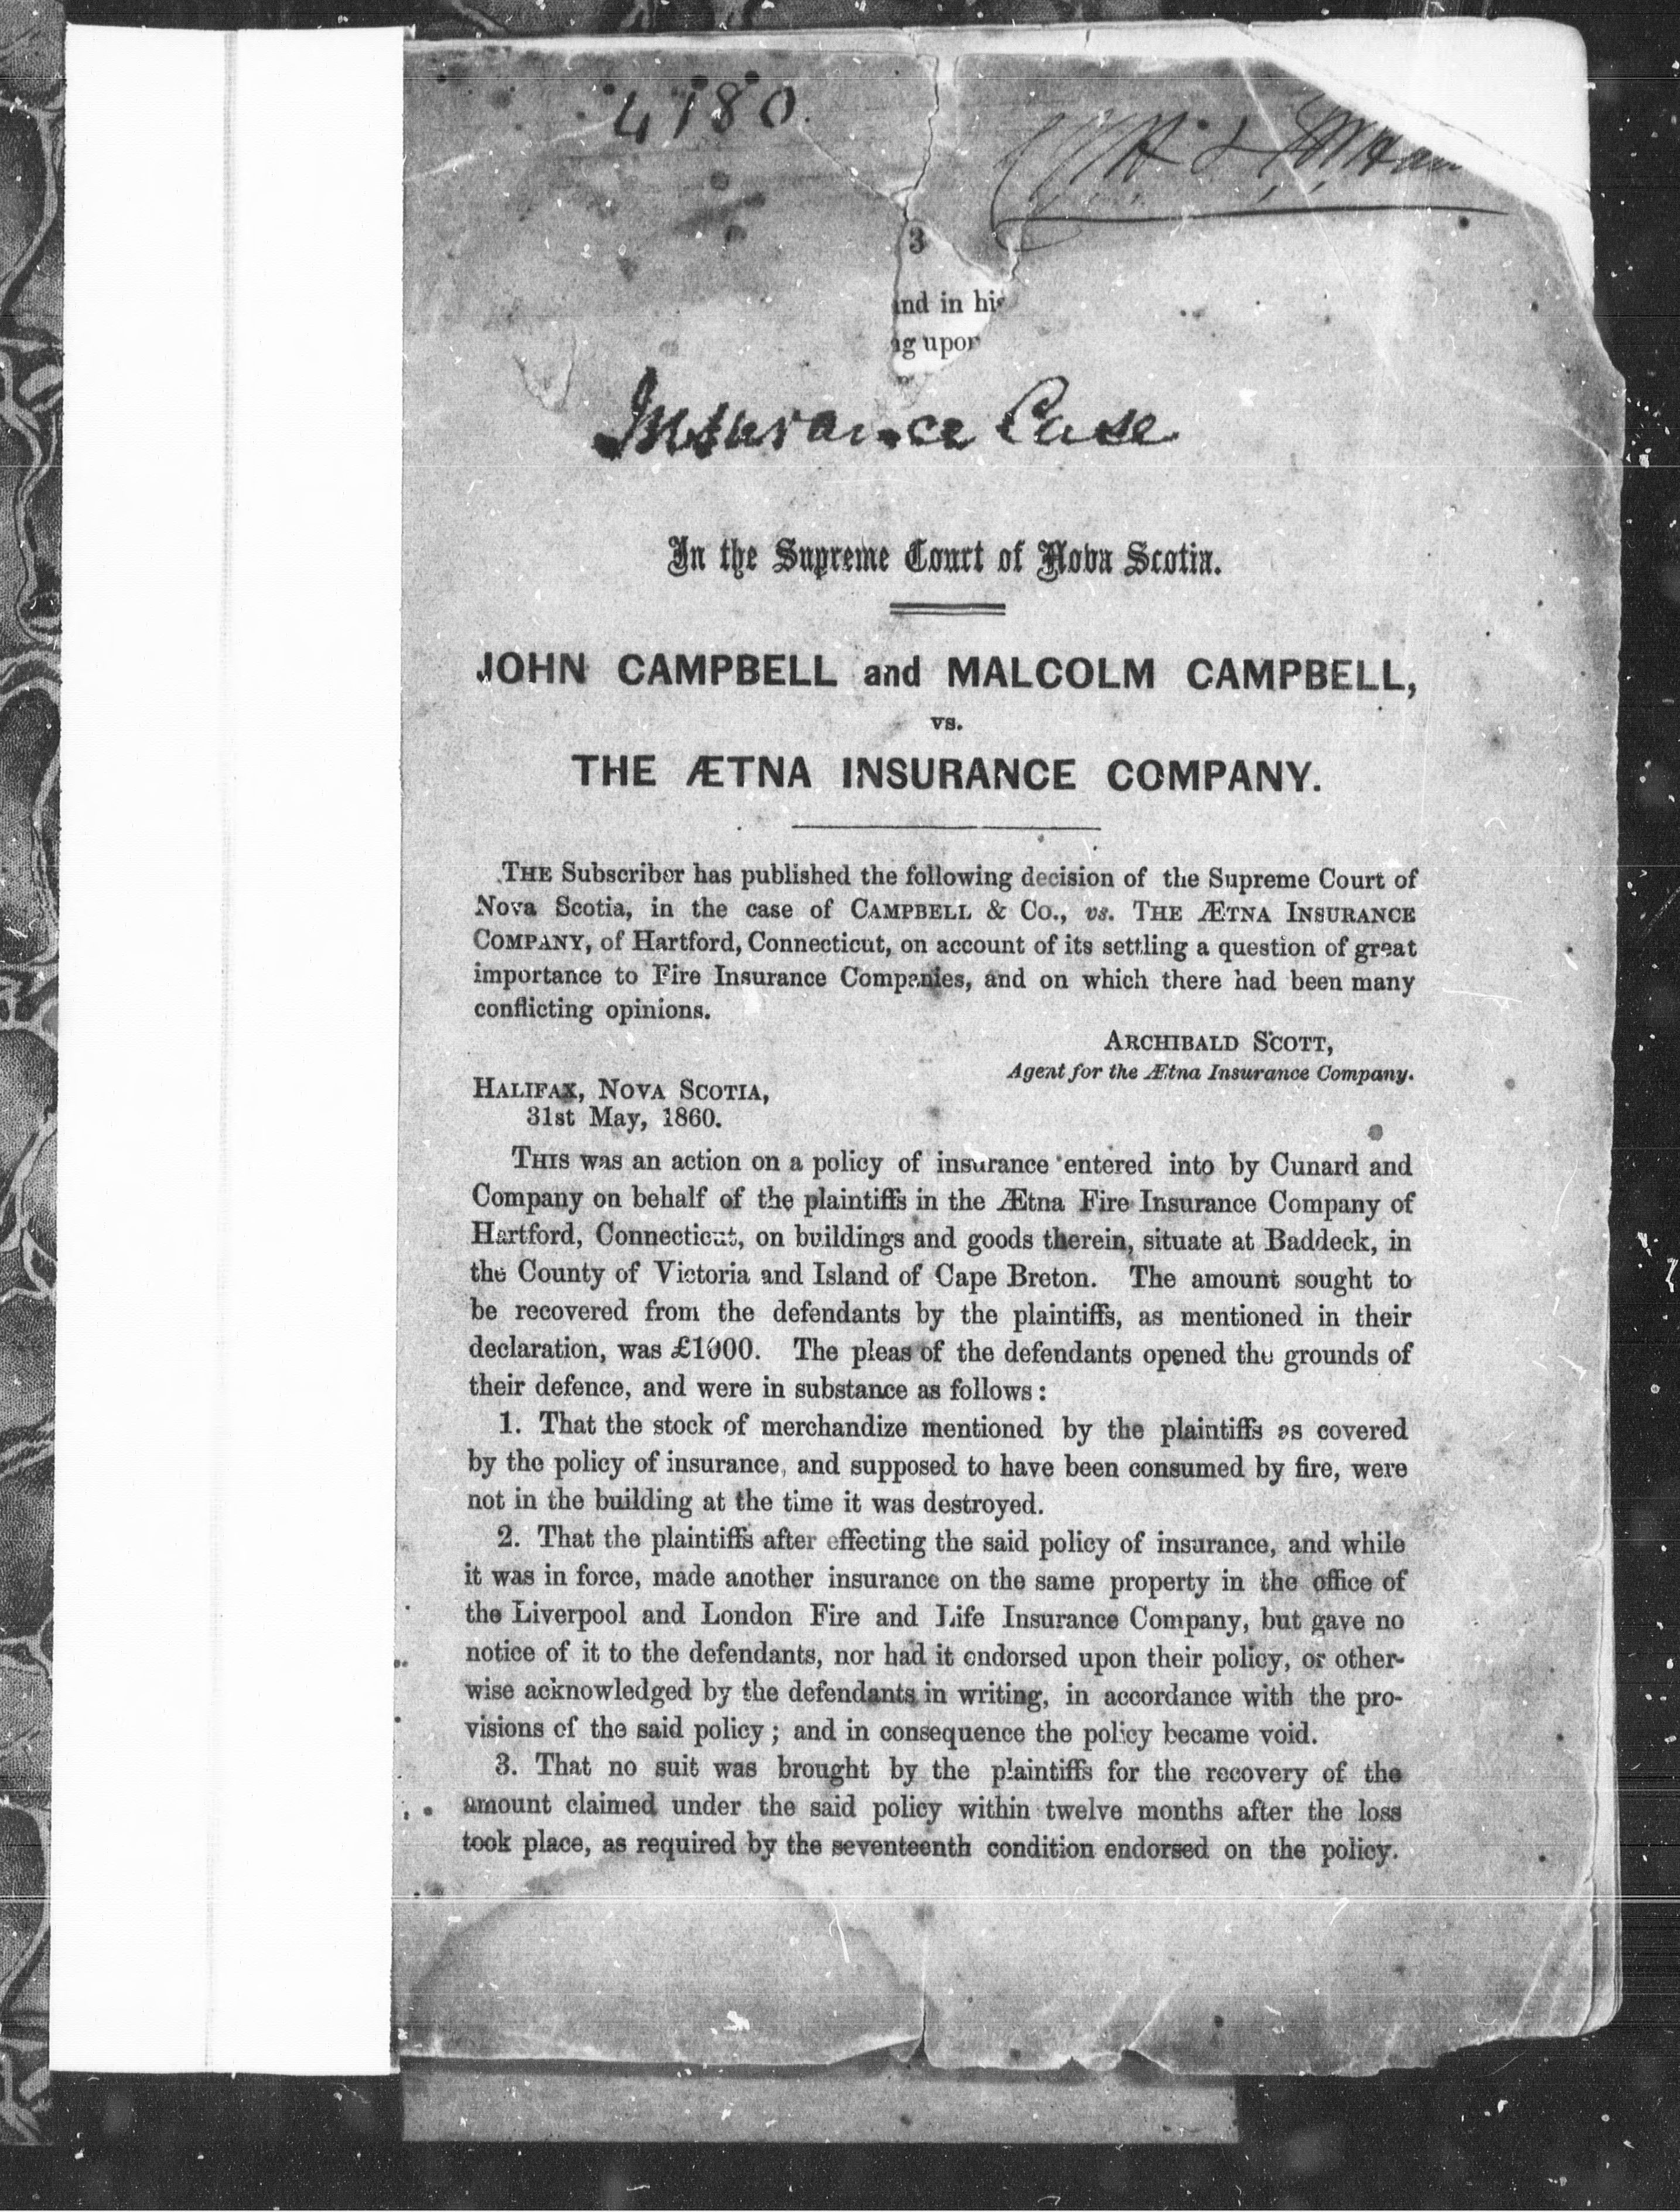 4180.
3
and in his
ng upon
Insurance Case
In the Supreme Court of Nova Scotia.
JOHN CAMPBELL and MALCOLM CAMPBELL,
vs.
THE ÆTNA INSURANCE COMPANY.
THE Subscriber has published the following decision of the Supreme Court of
Nova Scotia, in the case of CAMPBELL & CO., vs. THE ÆTNA INSURANCE
COMPANY, of Hartford, Connecticut, on account of its settling a question of great
importance to Fire Insurance Companies, and on which there had been many
conflicting opinions.
ARCHIBALD SCOTT,
Agent for the Ætna Insurance Company.
HALIFAX, NOVA SCOTIA,
31st May, 1860.
THIS was an action on a policy of insurance entered into by Cunard and
Company on behalf of the plaintiffs in the Ætna Fire Insurance Company of
Hartford, Connecticut, on buildings and goods therein, situate at Baddeck, in
the County of Victoria and Island of Cape Breton. The amount sought to
be recovered from the defendants by the plaintiffs, as mentioned in their
declaration, was £1000. The pleas of the defendants opened the grounds of
their defence, and were in substance as follows:
1. That the stock of merchandize mentioned by the plaintiffs as covered
by the policy of insurance, and supposed to have been consumed by fire, were
not in the building at the time it was destroyed.
2. That the plaintiffs after effecting the said policy of insurance, and while
it was in force, made another insurance on the same property in the office of
the Liverpool and London Fire and Life Insurance Company, but gave no
notice of it to the defendants, nor had it endorsed upon their policy, or other-
wise acknowledged by the defendants in writing, in accordance with the pro-
visions of the said policy; and in consequence the policy became void.
3. That no suit was brought by the plaintiffs for the recovery of the
amount claimed under the said policy within twelve months after the loss
took place, as required by the seventeenth condition endorsed on the policy.